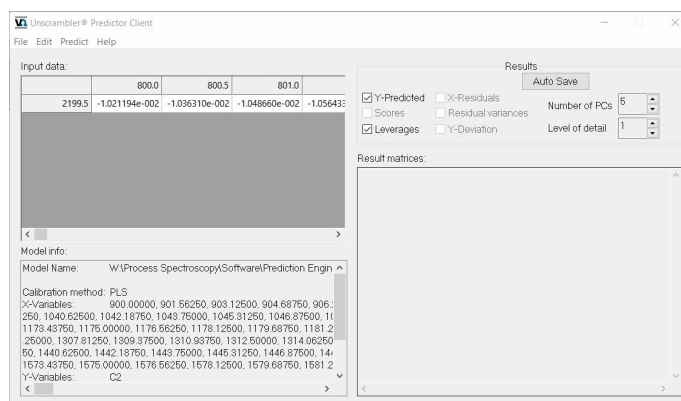 Unscrambler® Predictor Client
File Edit Predict Help
Input data:
800.0 800.5 801.0
2199.5 -1.021194e-002 -1.036310e-002 -1.048660e-002 -1.056433
Model info:
Model Name: W:\Process Spectroscopy\Software\Prediction Engin
Calibration method: PLS
X-Variables: 900.00000, 901.56250, 903.12500, 904.68750, 906.
250, 1040.62500, 1042.18750, 1043.75000, 1045.31250, 1046.87500, 10
1173.43750, 1175.00000, 1176.56250, 1178.12500, 1179.68750, 1181.2
.25000, 1307.81250, 1309.37500, 1310.93750, 1312.50000, 1314.06250
50, 1440.62500, 1442.18750, 1443.75000, 1445.31250, 1446.87500, 144
1573.43750, 1575.00000, 1576.56250, 1578.12500, 1579.68750, 1581.2
Y-Variables: C2
Results
Auto Save
Y-Predicted X-Residuals Number of PCs 5
Scores Residual variances
Leverages Y-Deviation Level of detail 1
Result matrices: